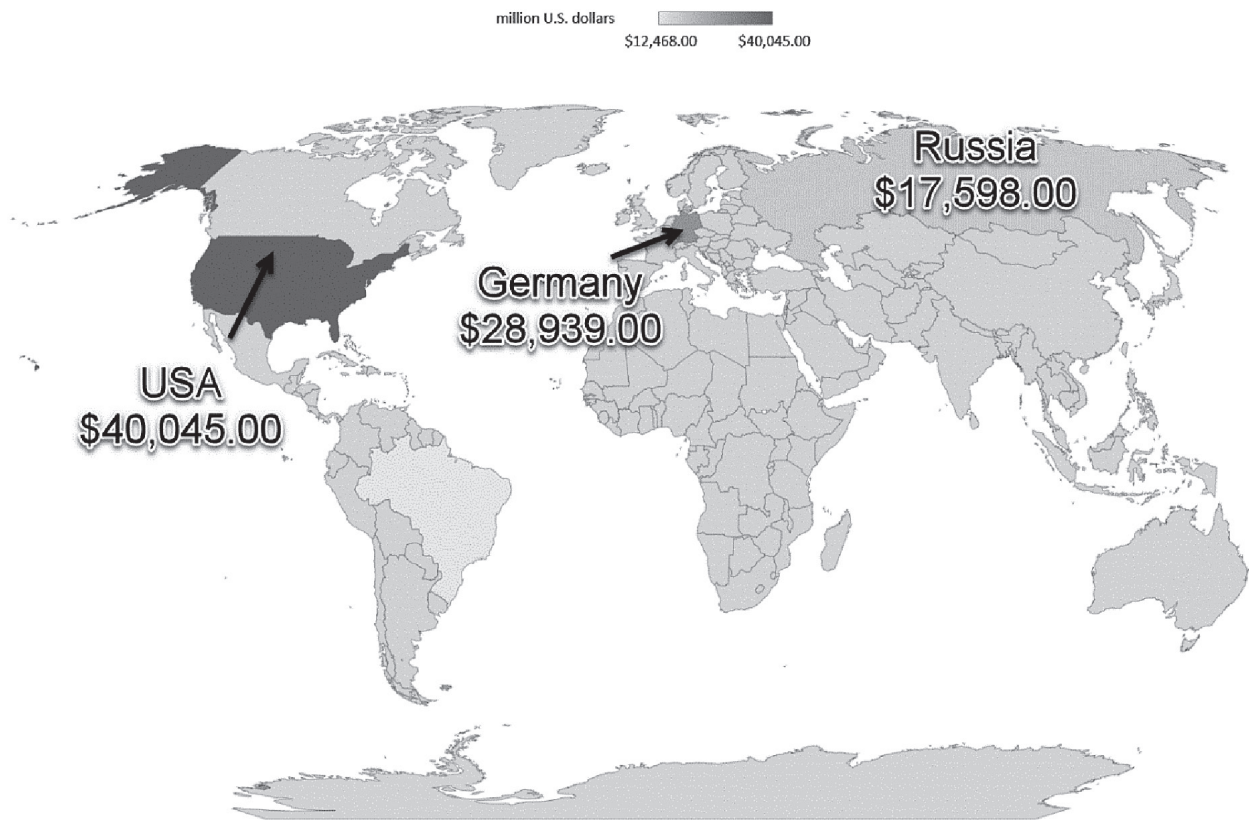 million U.S. dollars
$12,468.00 $40,045.00
Russia
$17,598.00
Germany
$28,939.00
USA
$40,045.00